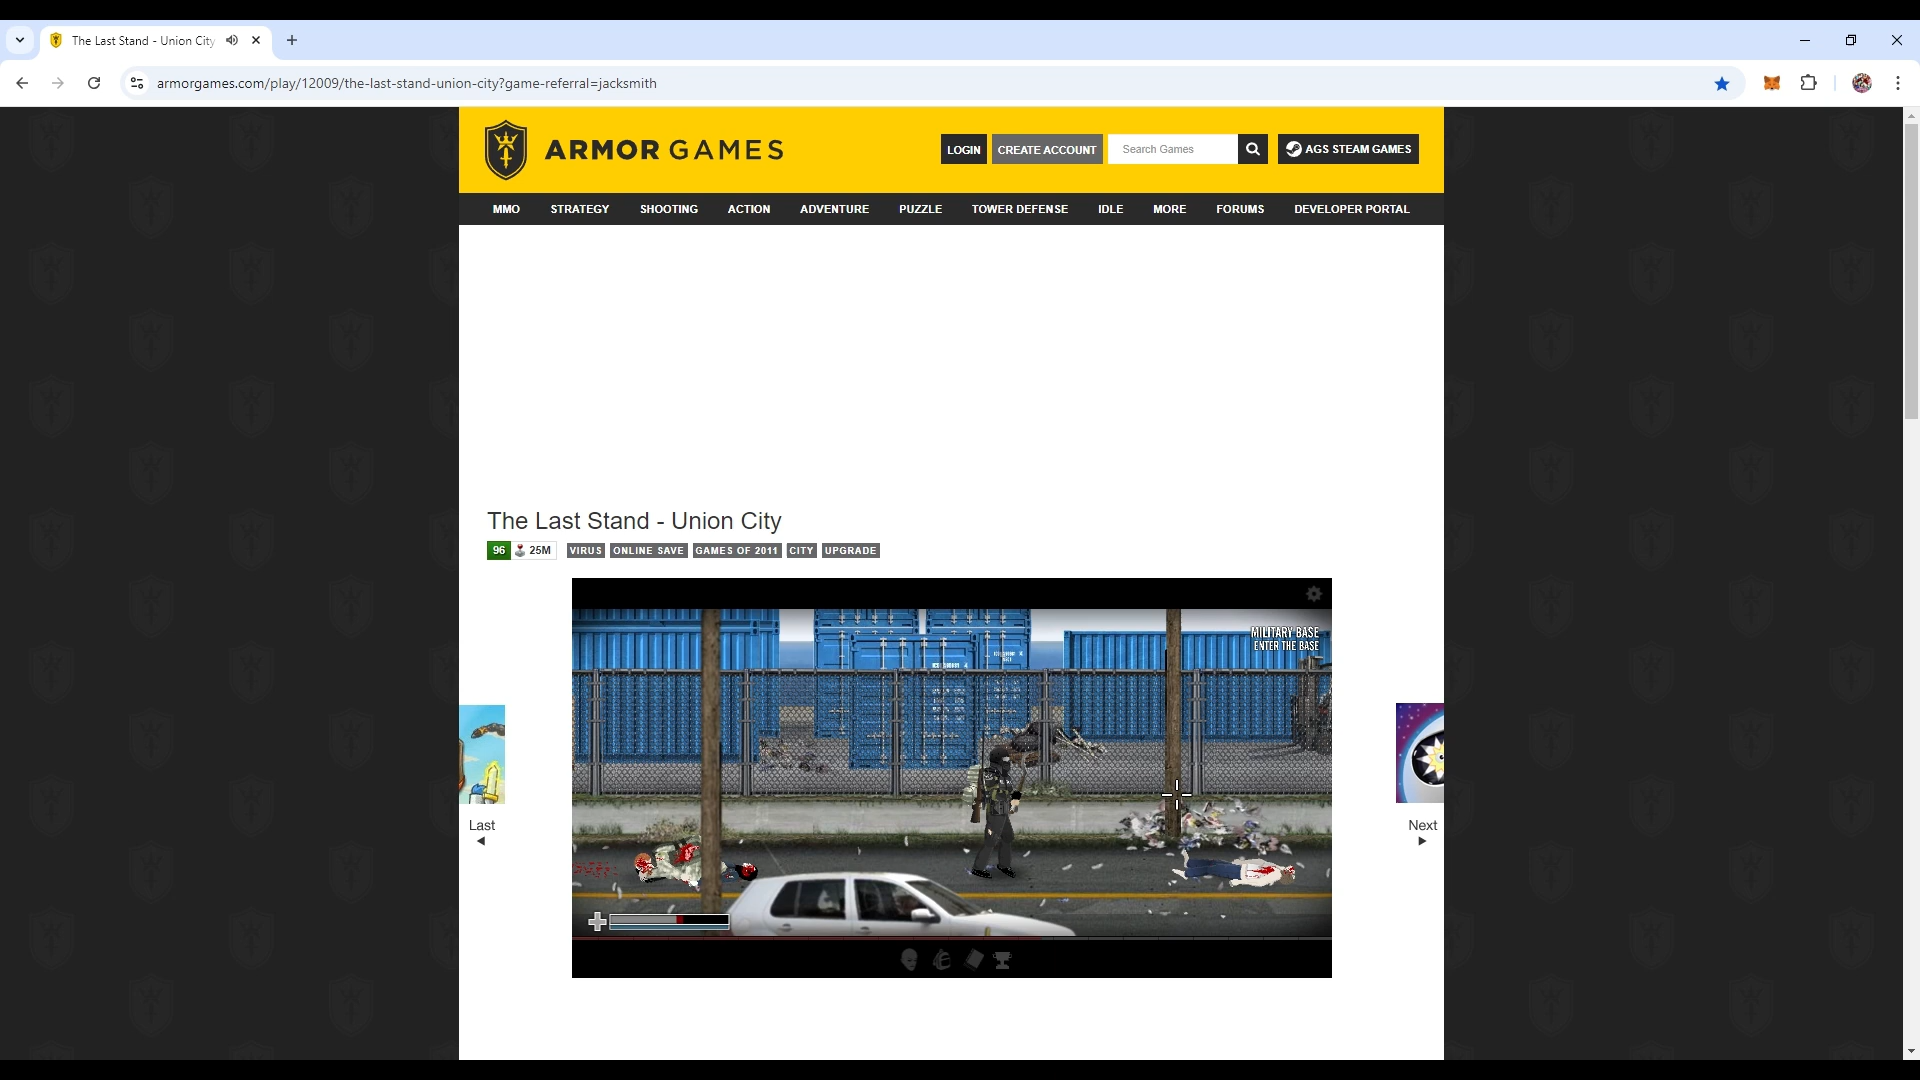 The Last Stand - Union City
armorgames.com/play/12009/the-last-stand-union-city?game-referral=jacksmith
ARMOR GAMES
LOGIN
CREATE ACCOUNT
Search Games
AGS STEAM GAMES
MMO
STRATEGY
SHOOTING
ACTION
ADVENTURE
PUZZLE
TOWER DEFENSE
IDLE
MORE
FORUMS
DEVELOPER PORTAL
The Last Stand - Union City
96
25M
VIRUS
ONLINE SAVE
GAMES OF 2011
CITY
UPGRADE
MILITARY BASE
ENTER THE BASE
Last
Next